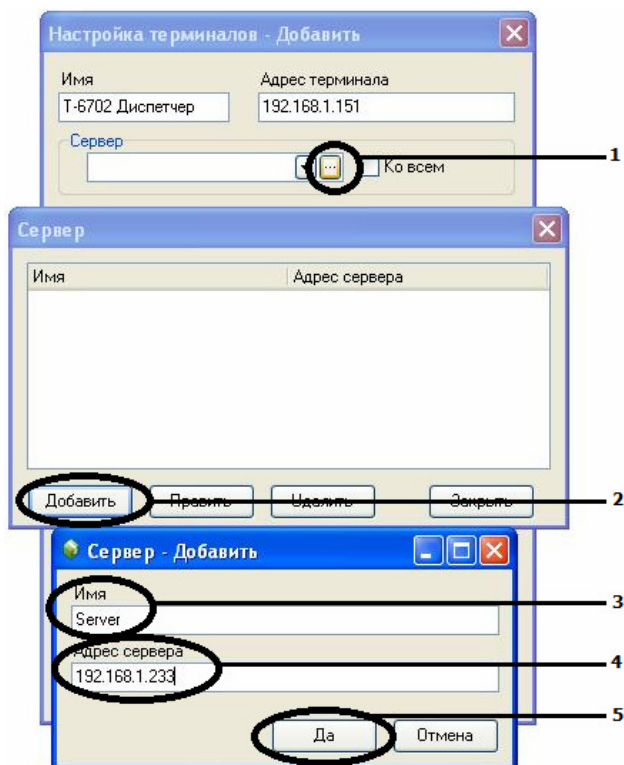 Настройка терминалов - Добавить
Имя Адрес терминала
Т-6702 Диспетчер 192.168.1.151
Сервер
... Ко всем 1
Сервер
Имя Адрес сервера
Добавить Править Удалить Закрыть 2
Сервер - Добавить
Имя
Server 3
Адрес сервера
192.168.1.233 4
Да Отмена 5